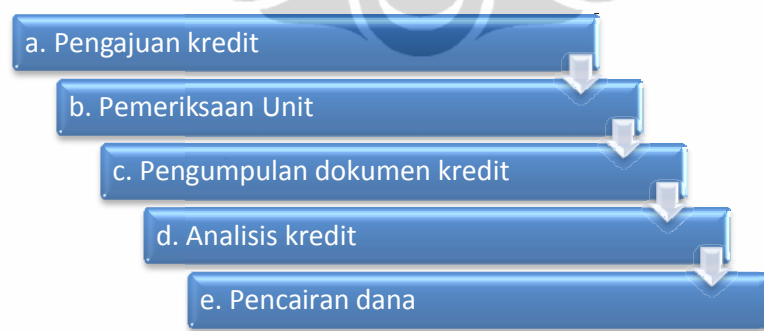 a. Pengajuan kredit
b. Pemeriksaan Unit
c. Pengumpulan dokumen kredit
d. Analisis kredit
e. Pencairan dana